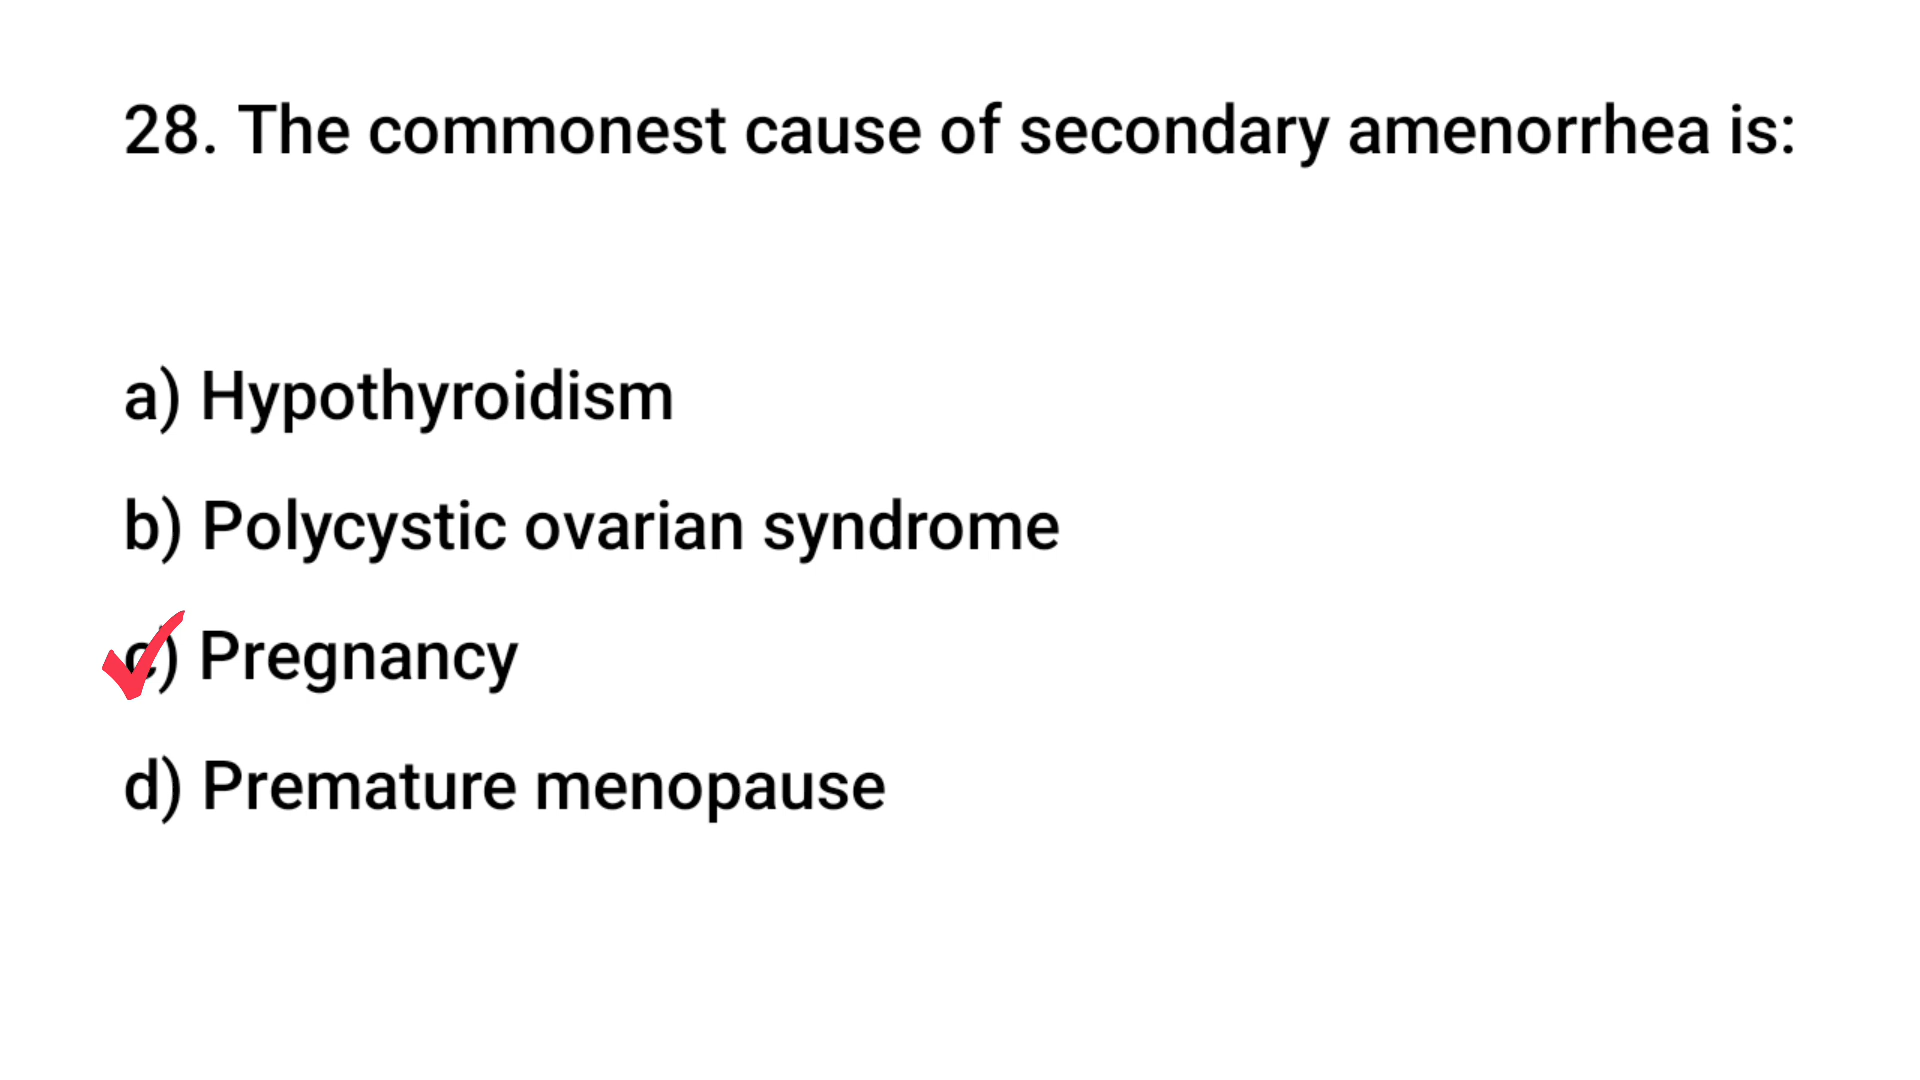 28. The commonest cause of secondary amenorrhea is:
a) Hypothyroidism
b) Polycystic ovarian syndrome
c) Pregnancy
d) Premature menopause